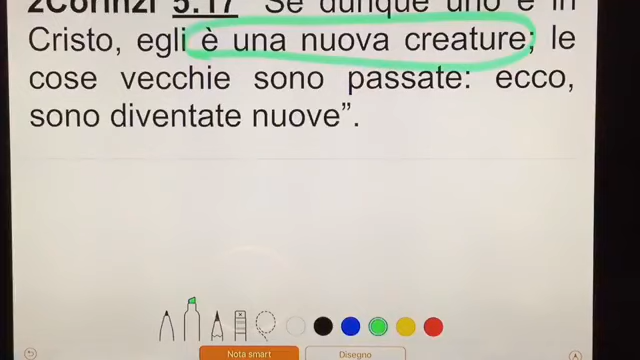 2Corinzi 5.17 "Se dunque uno è in
Cristo, egli è una nuova creature; le
cose vecchie sono passate: ecco,
sono diventate nuove”.
Nota smart
Disegno